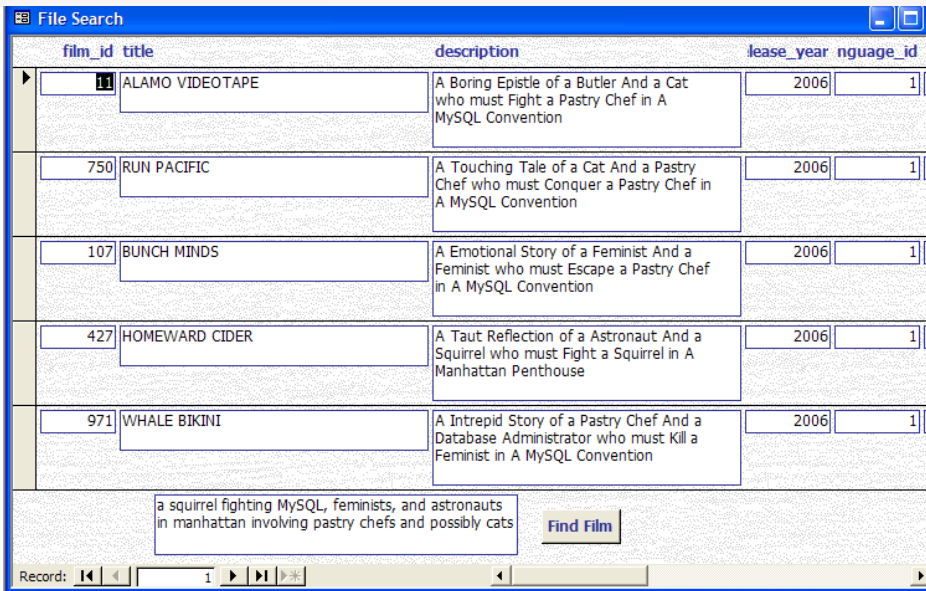 File Search
film_id title description lease_year nguage_id
11 ALAMO VIDEOTAPE A Boring Epistle of a Butler And a Cat 2006 1
who must Fight a Pastry Chef in A
MySQL Convention
750 RUN PACIFIC A Touching Tale of a Cat And a Pastry 2006 1
Chef who must Conquer a Pastry Chef in
A MySQL Convention
107 BUNCH MINDS A Emotional Story of a Feminist And a 2006 1
Feminist who must Escape a Pastry Chef
in A MySQL Convention
427 HOMEWARD CIDER A Taut Reflection of a Astronaut And a 2006 1
Squirrel who must Fight a Squirrel in A
Manhattan Penthouse
971 WHALE BIKINI A Intrepid Story of a Pastry Chef And a 2006 1
Database Administrator who must Kill a
Feminist in A MySQL Convention
a squirrel fighting MySQL, feminists, and astronauts
in manhattan involving pastry chefs and possibly cats
Find Film
Record: 1